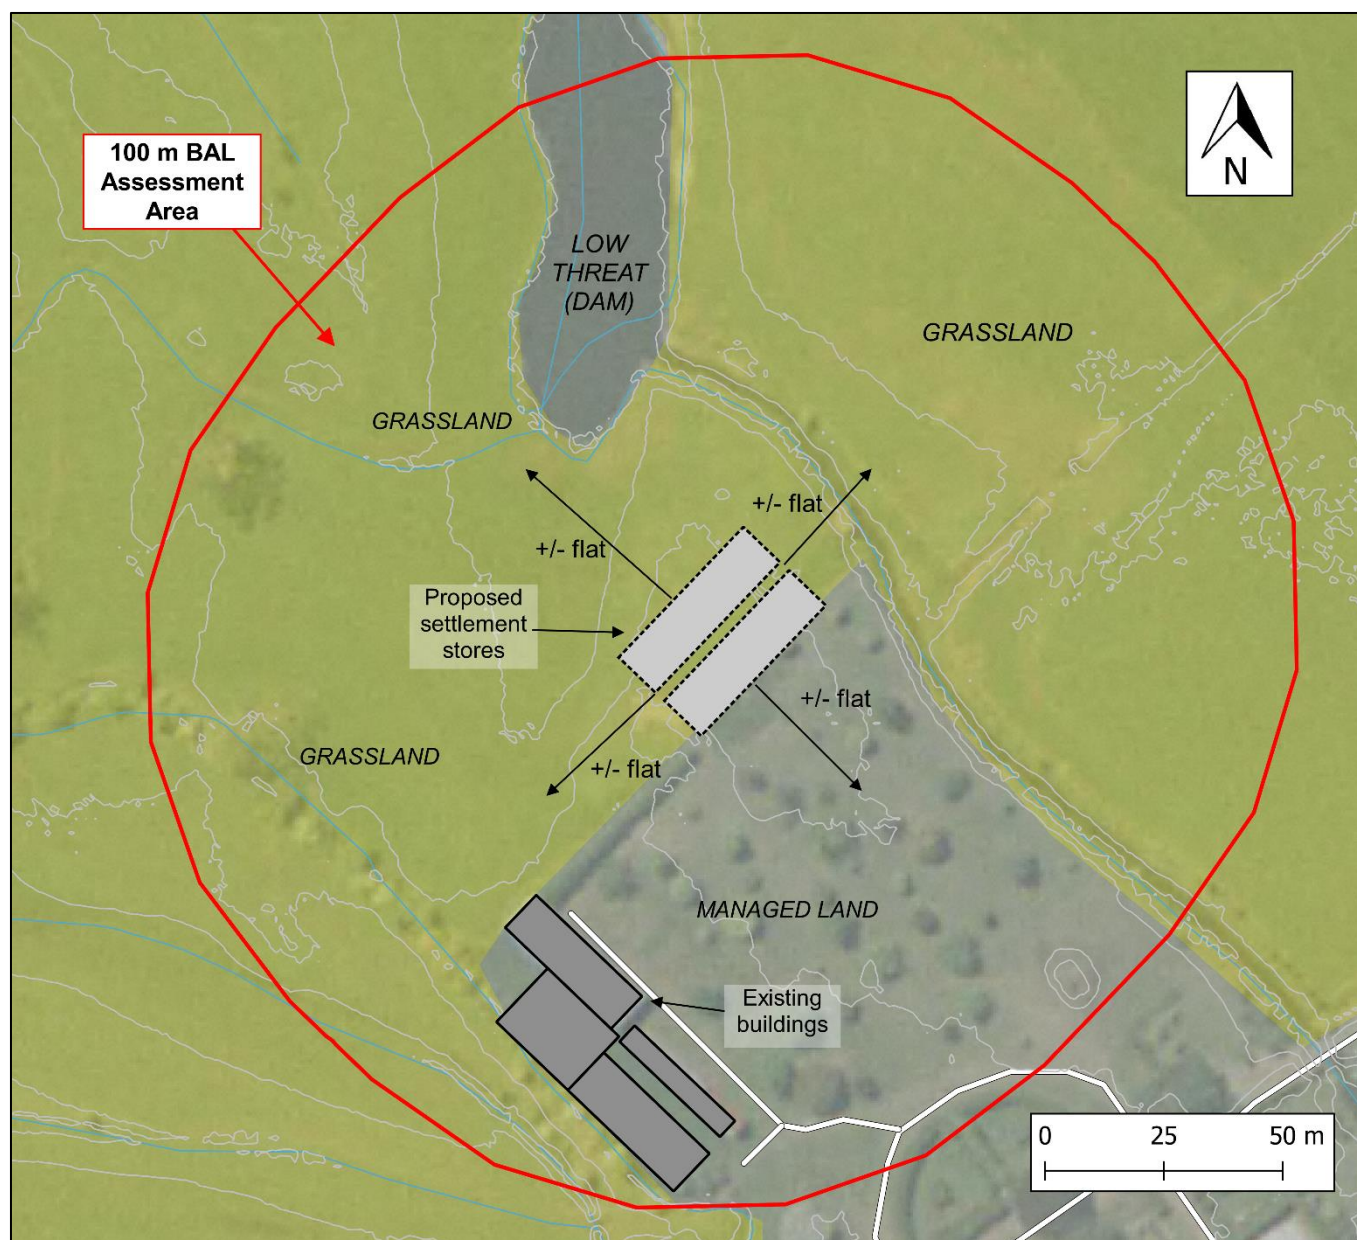 100 m BAL
Assessment
Area
N
LOW
THREAT
(DAM)
GRASSLAND
GRASSLAND
+/- flat
+/- flat
Proposed
settlement
stores
+/- flat
GRASSLAND
+/- flat
MANAGED LAND
Existing
buildings
0 25 50 m